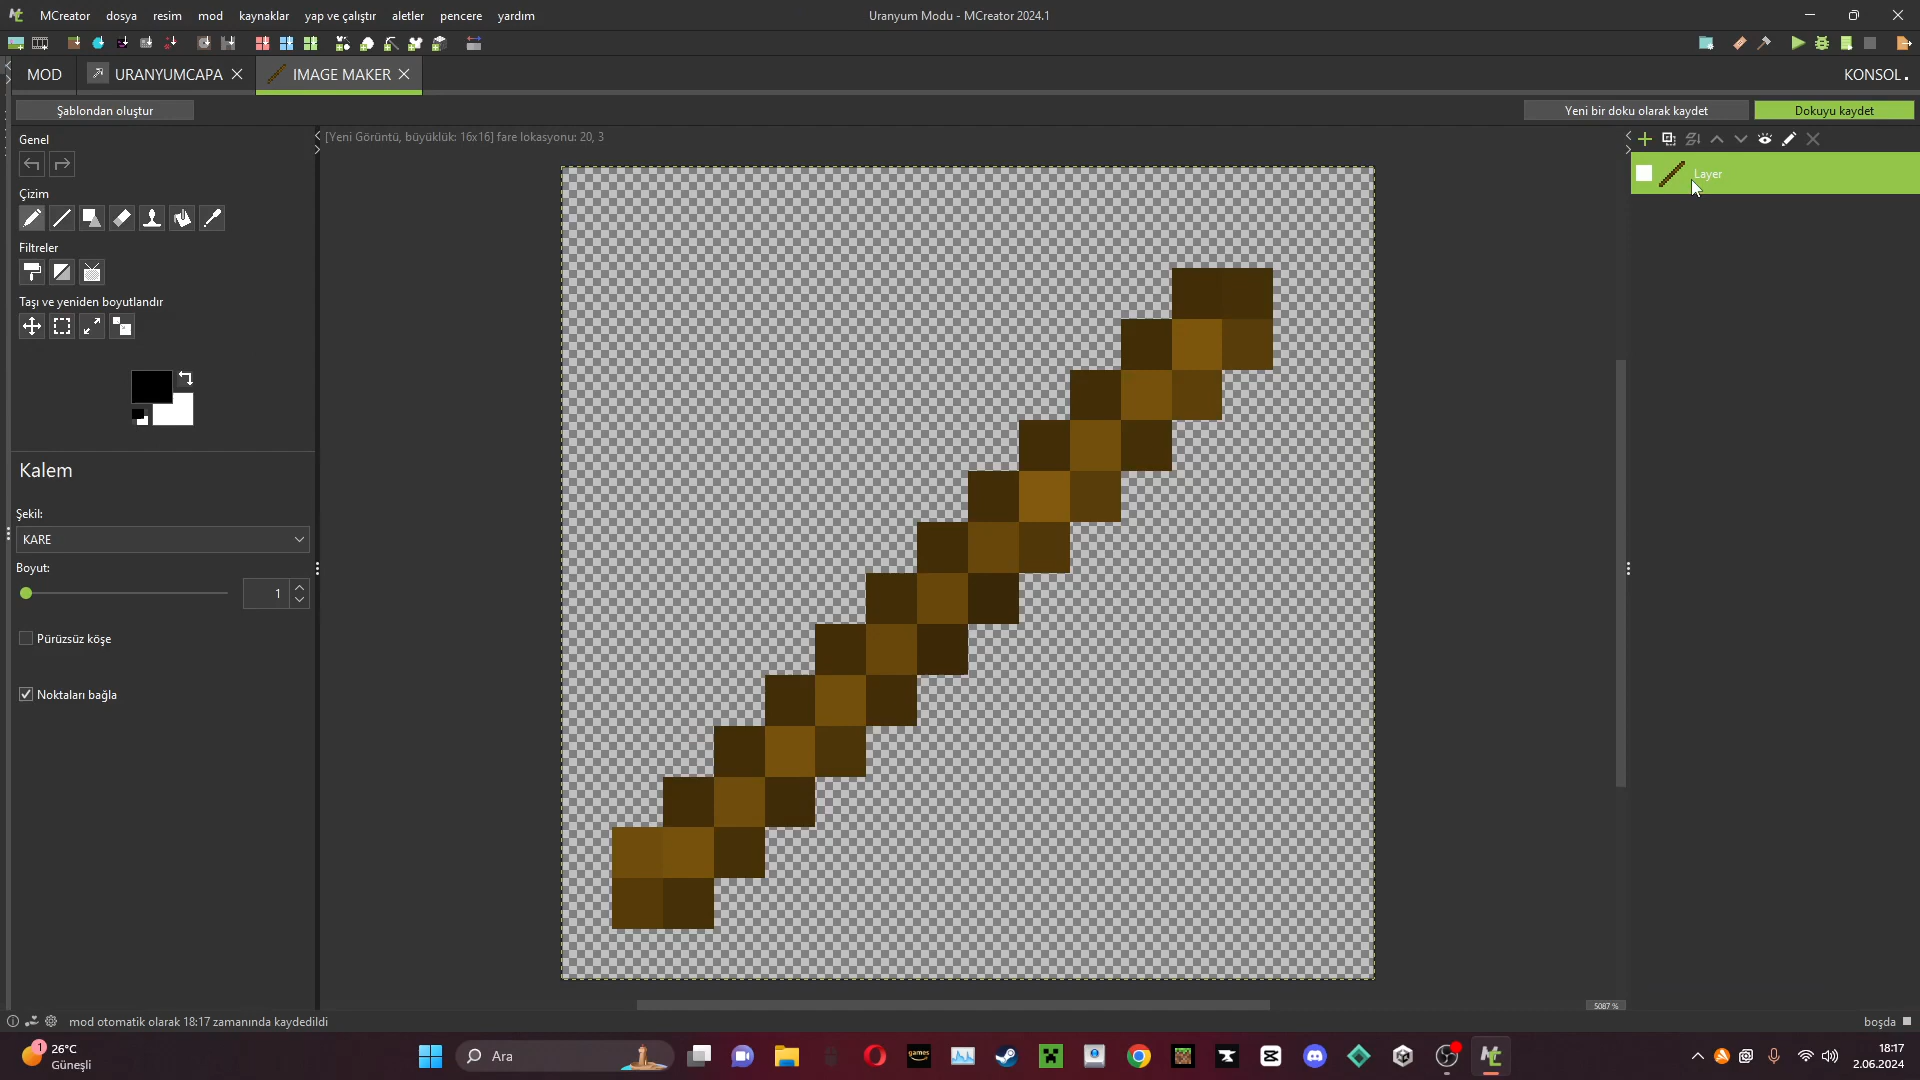 MCreator dosya resim mod kaynaklar yap ve çalıştır aletler pencere yardım
Uranyum Modu - MCreator 2024.1
MOD URANYUMCAPA IMAGE MAKER
KONSOL
Şablondan oluştur
Yeni bir doku olarak kaydet
Dokuyu kaydet
Genel
[Yeni Görüntü, büyüklük: 16x16] fare lokasyonu: 20, 3
Layer
Çizim
Filtreler
Taşı ve yeniden boyutlandır
Kalem
Şekil:
KARE
Boyut:
1
Pürüzsüz köşe
Noktaları bağla
5087 %
mod otomatik olarak 18:17 zamanında kaydedildi
boşda
1
26°C
Güneşli
Ara
games
18:17
2.06.2024